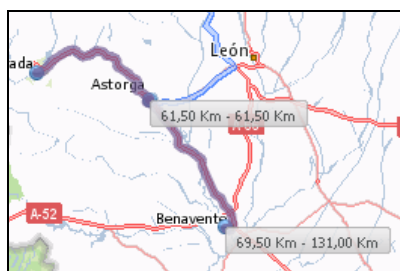 León
ada
Astorga
61,50 Km - 61,50 Km
A-52
Benavente
69,50 Km - 131,00 Km